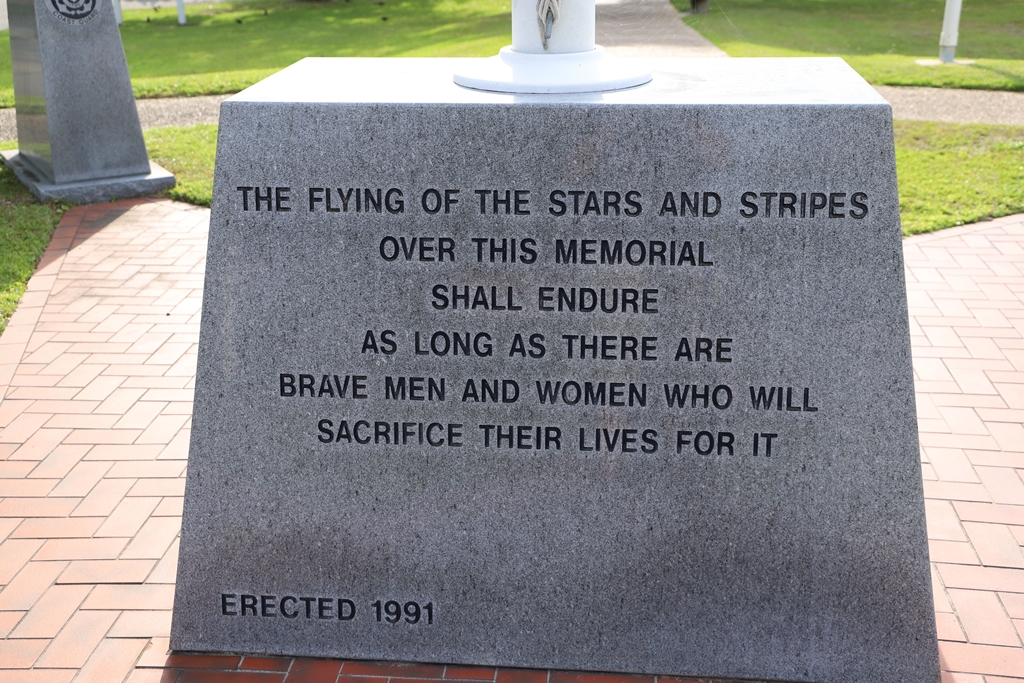 THE FLYING OF THE STARS AND STRIPES
OVER THIS MEMORIAL
SHALL ENDURE
AS LONG AS THERE ARE
BRAVE MEN AND WOMEN WHO WILL
SACRIFICE THEIR LIVES FOR IT
ERECTED 1991